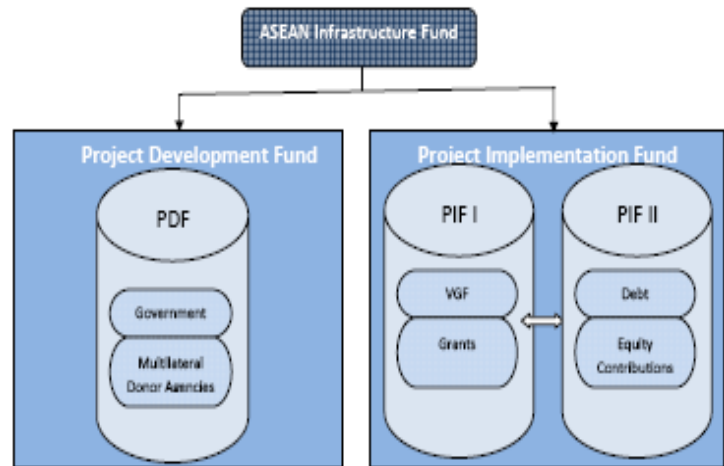 ASEAN Infrastructure Fund
Project Development Fund
PDF
Government
Multilateral
Donor Agencies
Project Implementation Fund
PIF I
VGF
Grants
PIF II
Debt
Equity
Contributions